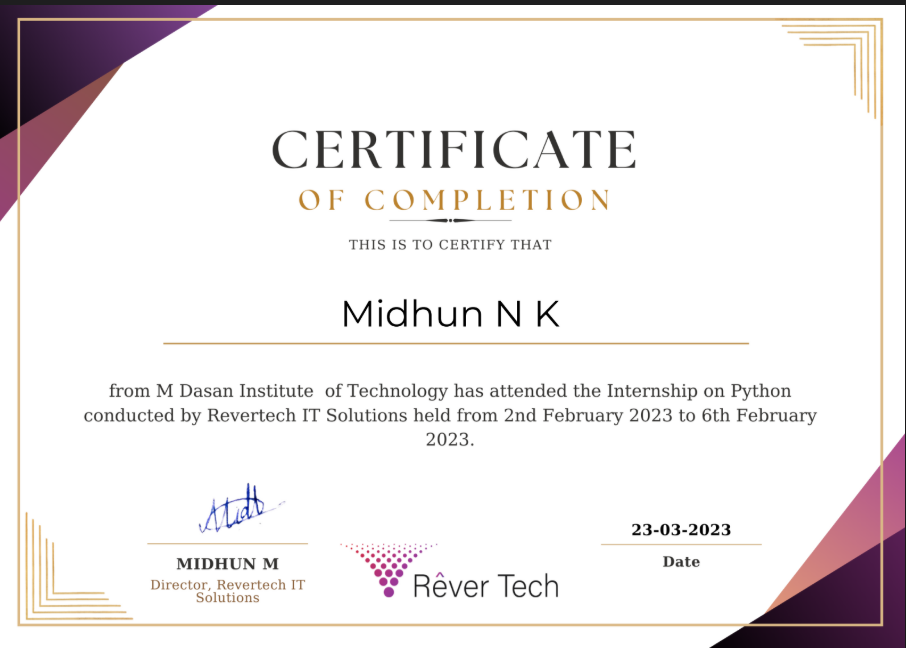 CERTIFICATE
OF COMPLETION
THIS IS TO CERTIFY THAT
Midhun N K
from M Dasan Institute of Technology has attended the Internship on Python
conducted by Revertech IT Solutions held from 2nd February 2023 to 6th February
2023.
MIDHUN M
Director, Revertech IT
Solutions
Rêver Tech
23-03-2023
Date